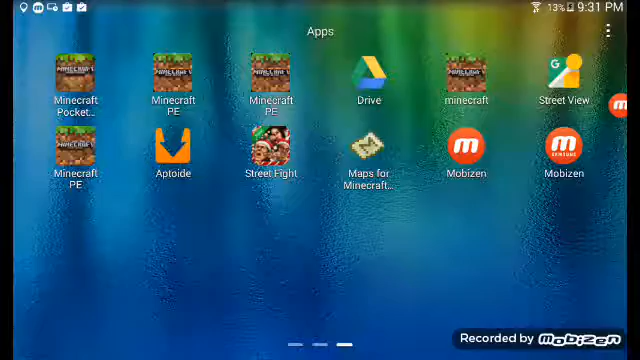 13% 9:31 PM
Apps
Minecraft Pocket...
Minecraft PE
Minecraft PE
Drive
minecraft
Street View
Minecraft PE
Aptoide
Street Fight
Maps for Minecraft...
Mobizen
Mobizen
Recorded by Mobizen